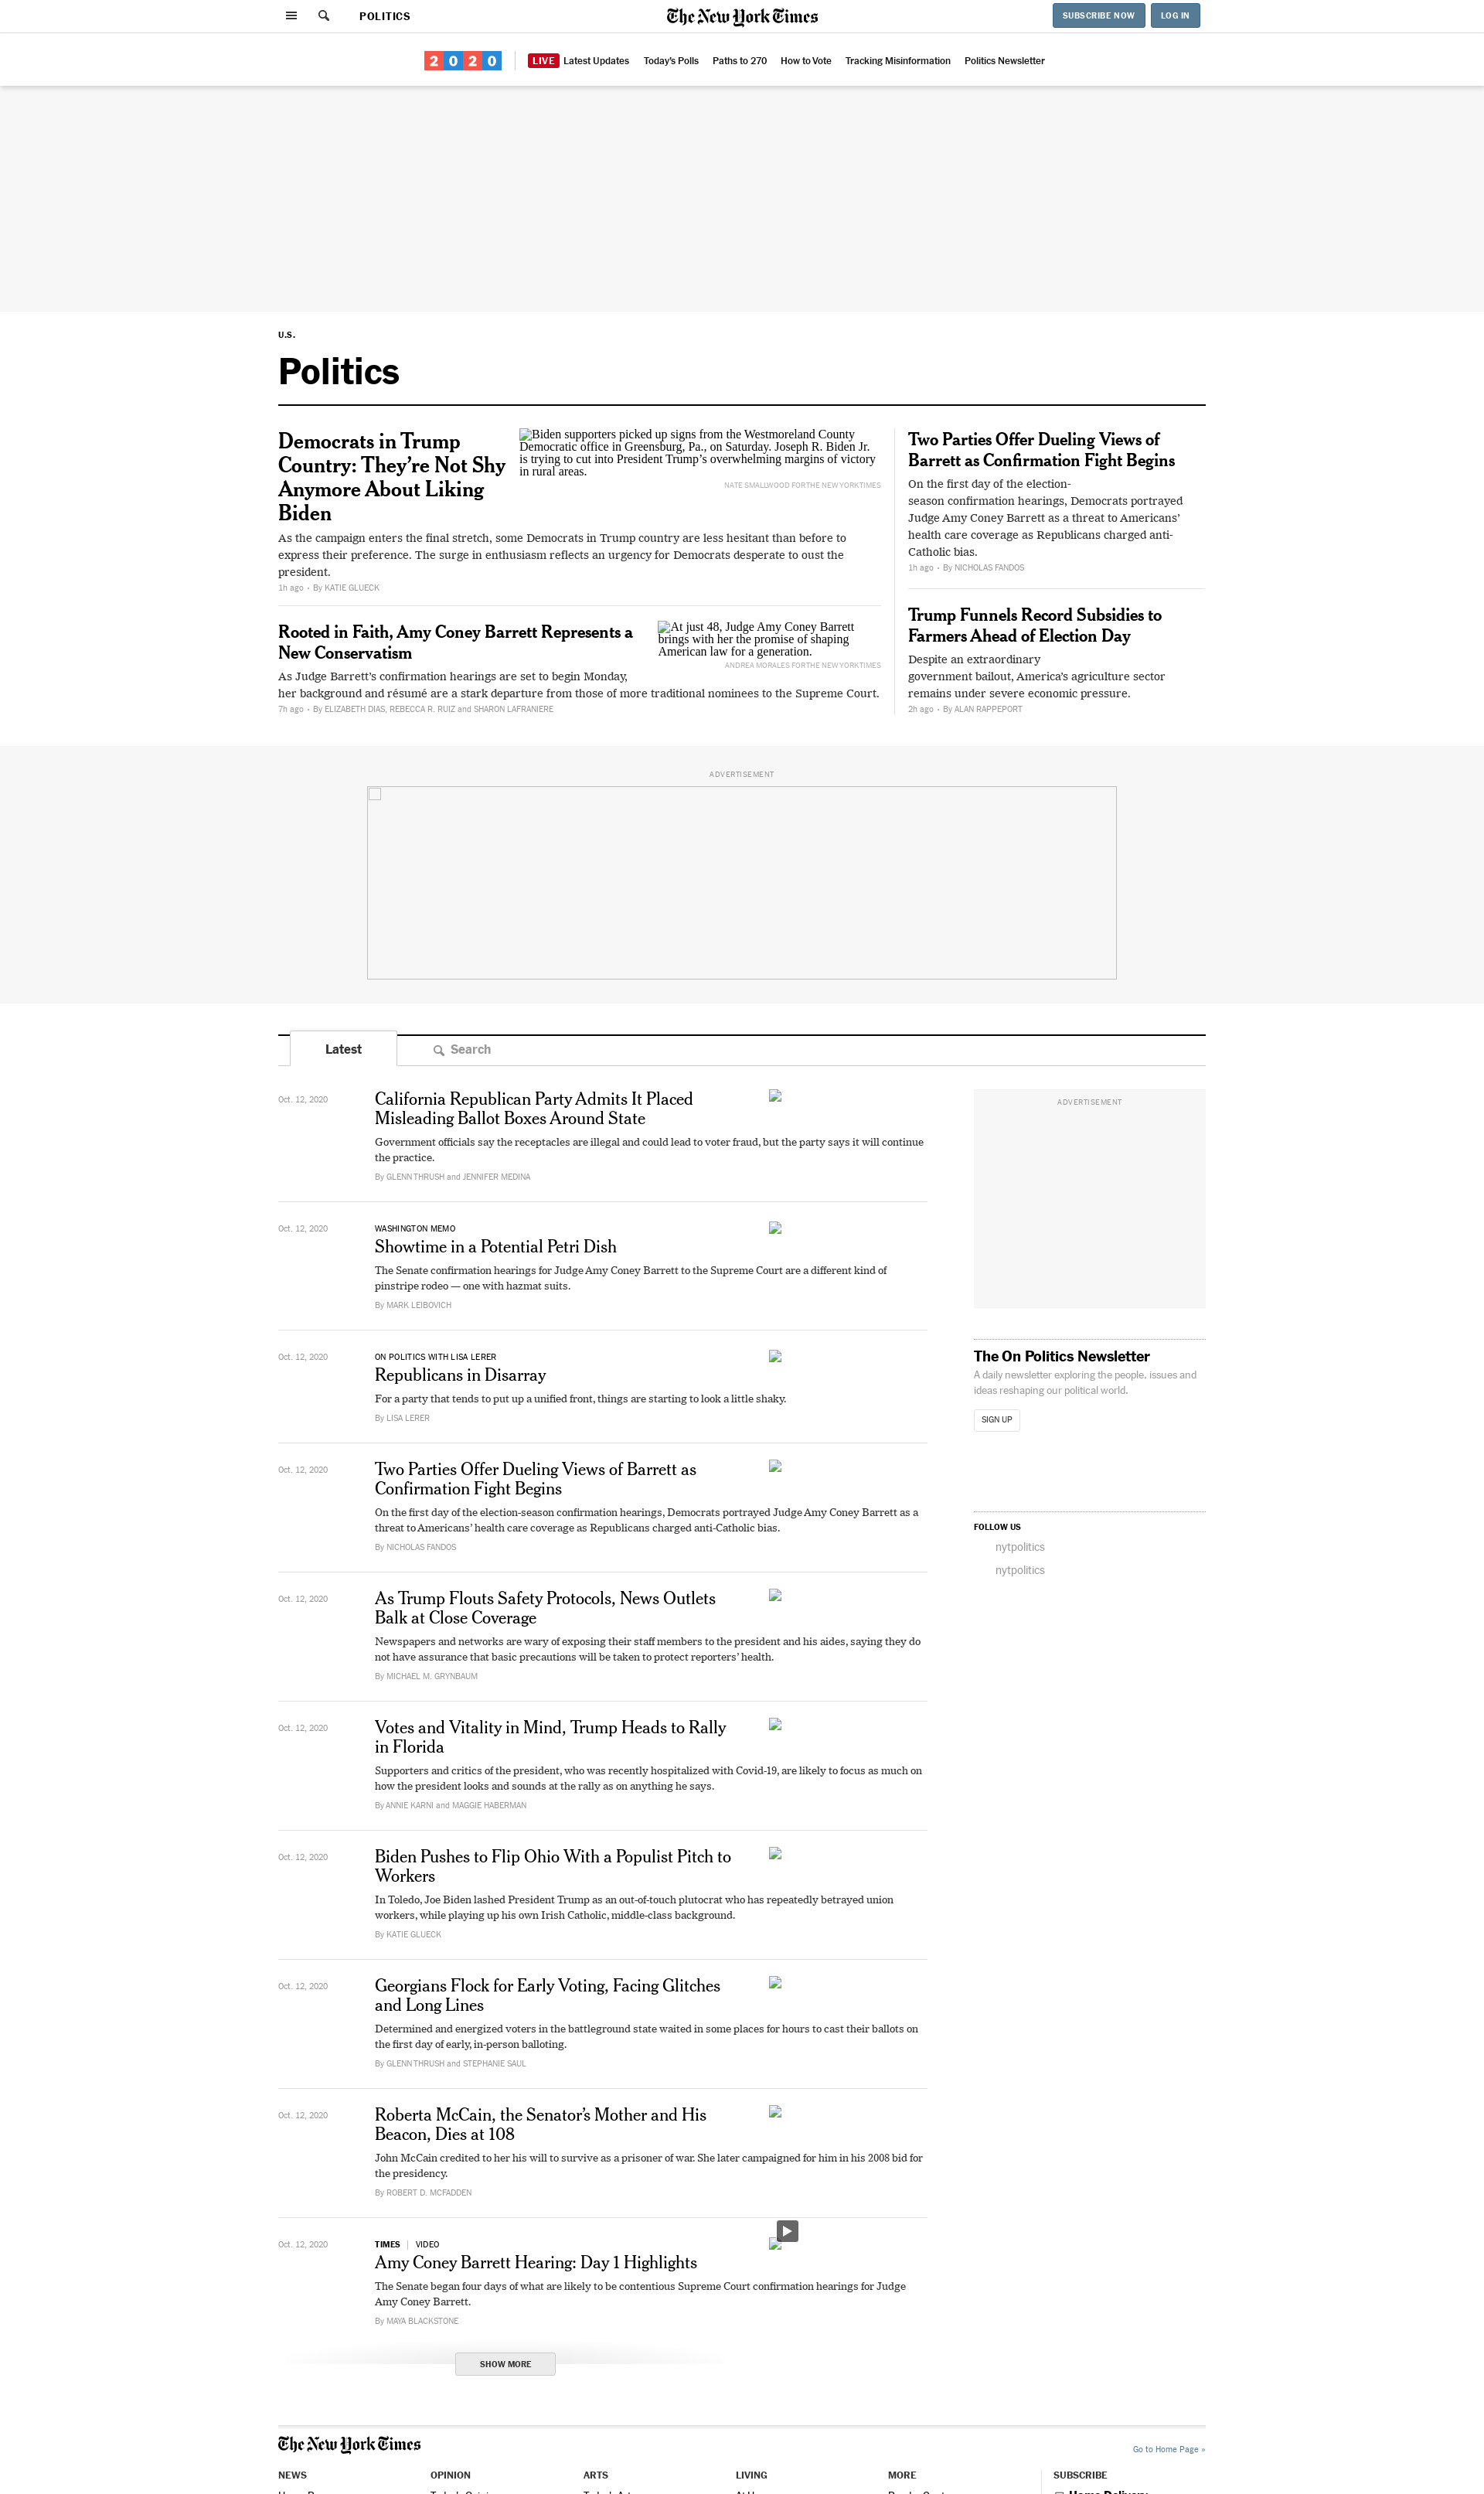 POLITICS
The New York Times
SUBSCRIBE NOW
LOG IN
2020
LIVE Latest Updates
Today's Polls
Paths to 270
How to Vote
Tracking Misinformation
Politics Newsletter
U.S.
Politics
Democrats in Trump
Country: They’re Not Shy
Anymore About Liking
Biden
Biden supporters picked up signs from the Westmoreland County
Democratic office in Greensburg, Pa., on Saturday. Joseph R. Biden Jr.
is trying to cut into President Trump’s overwhelming margins of victory
in rural areas.
NATE SMALLWOOD FOR THE NEW YORK TIMES
As the campaign enters the final stretch, some Democrats in Trump country are less hesitant than before to
express their preference. The surge in enthusiasm reflects an urgency for Democrats desperate to oust the
president.
1h ago • By KATIE GLUECK
Rooted in Faith, Amy Coney Barrett Represents a
New Conservatism
At just 48, Judge Amy Coney Barrett
brings with her the promise of shaping
American law for a generation.
ANDREA MORALES FOR THE NEW YORK TIMES
As Judge Barrett’s confirmation hearings are set to begin Monday,
her background and résumé are a stark departure from those of more traditional nominees to the Supreme Court.
7h ago • By ELIZABETH DIAS, REBECCA R. RUIZ and SHARON LAFRANIERE
Two Parties Offer Dueling Views of
Barrett as Confirmation Fight Begins
On the first day of the election-
season confirmation hearings, Democrats portrayed
Judge Amy Coney Barrett as a threat to Americans’
health care coverage as Republicans charged anti-
Catholic bias.
1h ago • By NICHOLAS FANDOS
Trump Funnels Record Subsidies to
Farmers Ahead of Election Day
Despite an extraordinary
government bailout, America’s agriculture sector
remains under severe economic pressure.
2h ago • By ALAN RAPPEPORT
ADVERTISEMENT
Latest
Search
Oct. 12, 2020
California Republican Party Admits It Placed
Misleading Ballot Boxes Around State
Government officials say the receptacles are illegal and could lead to voter fraud, but the party says it will continue
the practice.
By GLENN THRUSH and JENNIFER MEDINA
Oct. 12, 2020
WASHINGTON MEMO
Showtime in a Potential Petri Dish
The Senate confirmation hearings for Judge Amy Coney Barrett to the Supreme Court are a different kind of
pinstripe rodeo — one with hazmat suits.
By MARK LEIBOVICH
Oct. 12, 2020
ON POLITICS WITH LISA LERER
Republicans in Disarray
For a party that tends to put up a unified front, things are starting to look a little shaky.
By LISA LERER
Oct. 12, 2020
Two Parties Offer Dueling Views of Barrett as
Confirmation Fight Begins
On the first day of the election-season confirmation hearings, Democrats portrayed Judge Amy Coney Barrett as a
threat to Americans’ health care coverage as Republicans charged anti-Catholic bias.
By NICHOLAS FANDOS
Oct. 12, 2020
As Trump Flouts Safety Protocols, News Outlets
Balk at Close Coverage
Newspapers and networks are wary of exposing their staff members to the president and his aides, saying they do
not have assurance that basic precautions will be taken to protect reporters’ health.
By MICHAEL M. GRYNBAUM
Oct. 12, 2020
Votes and Vitality in Mind, Trump Heads to Rally
in Florida
Supporters and critics of the president, who was recently hospitalized with Covid-19, are likely to focus as much on
how the president looks and sounds at the rally as on anything he says.
By ANNIE KARNI and MAGGIE HABERMAN
Oct. 12, 2020
Biden Pushes to Flip Ohio With a Populist Pitch to
Workers
In Toledo, Joe Biden lashed President Trump as an out-of-touch plutocrat who has repeatedly betrayed union
workers, while playing up his own Irish Catholic, middle-class background.
By KATIE GLUECK
Oct. 12, 2020
Georgians Flock for Early Voting, Facing Glitches
and Long Lines
Determined and energized voters in the battleground state waited in some places for hours to cast their ballots on
the first day of early, in-person balloting.
By GLENN THRUSH and STEPHANIE SAUL
Oct. 12, 2020
Roberta McCain, the Senator’s Mother and His
Beacon, Dies at 108
John McCain credited to her his will to survive as a prisoner of war. She later campaigned for him in his 2008 bid for
the presidency.
By ROBERT D. MCFADDEN
Oct. 12, 2020
TIMES | VIDEO
Amy Coney Barrett Hearing: Day 1 Highlights
The Senate began four days of what are likely to be contentious Supreme Court confirmation hearings for Judge
Amy Coney Barrett.
By MAYA BLACKSTONE
SHOW MORE
ADVERTISEMENT
The On Politics Newsletter
A daily newsletter exploring the people, issues and
ideas reshaping our political world.
SIGN UP
FOLLOW US
nytpolitics
nytpolitics
The New York Times
Go to Home Page »
NEWS
OPINION
ARTS
LIVING
MORE
SUBSCRIBE